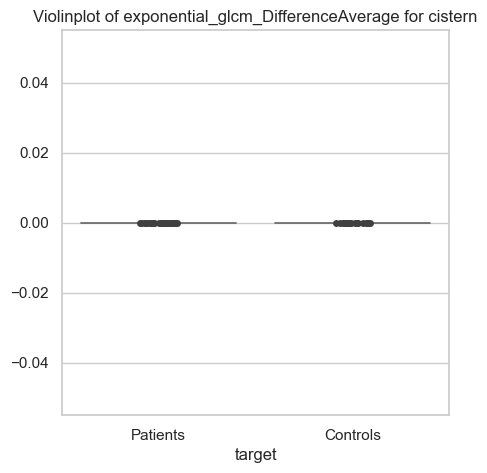 Violinplot of exponential_glcm_DifferenceAverage for cistern
0.04
0.02
0.00
−0.02
−0.04
Patients Controls
target